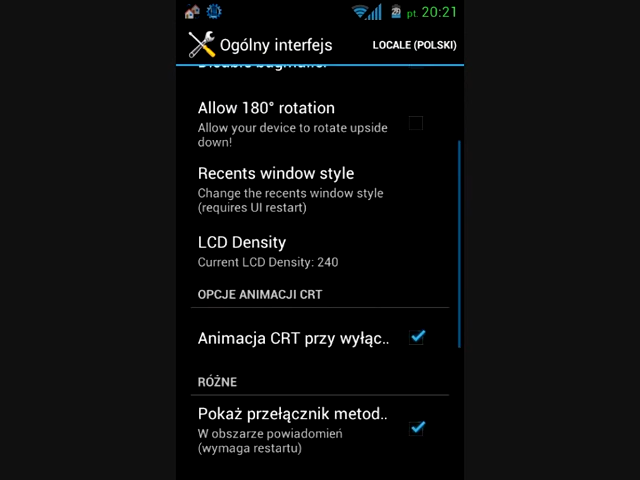 pt. 20:21
Ogólny interfejs
LOCALE (POLSKI)
Allow 180° rotation
Allow your device to rotate upside
down!
Recents window style
Change the recents window style
(requires UI restart)
LCD Density
Current LCD Density: 240
OPCJE ANIMACJI CRT
Animacja CRT przy wyłąc..
RÓŻNE
Pokaż przełącznik metod..
W obszarze powiadomień
(wymaga restartu)